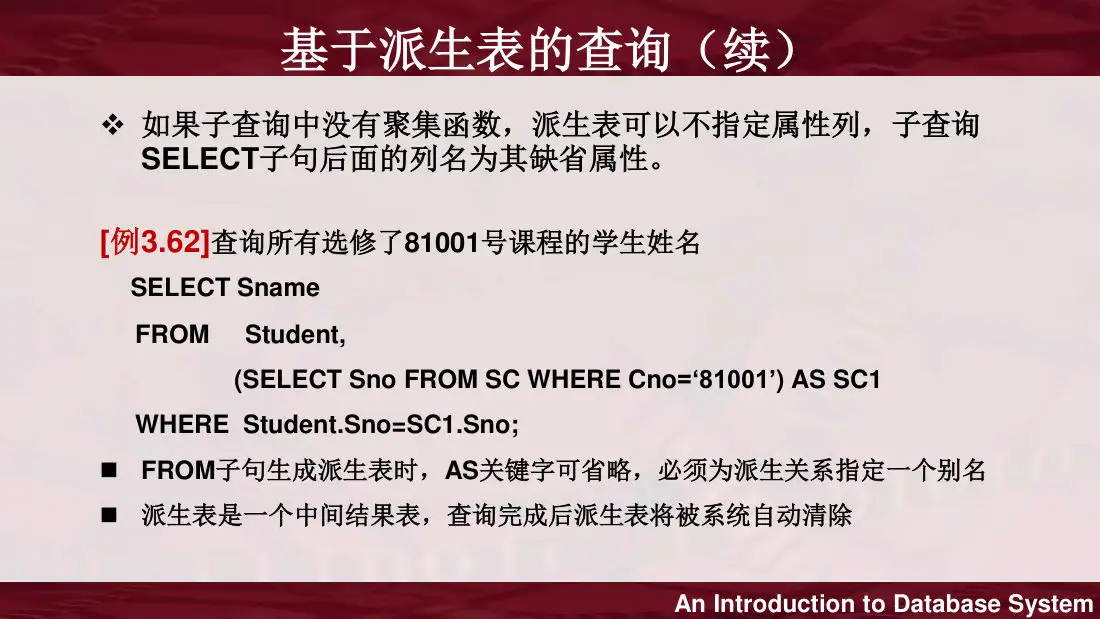 基于派生表的查询（续）
❖ 如果子查询中没有聚集函数，派生表可以不指定属性列，子查询
SELECT子句后面的列名为其缺省属性。
[例3.62]查询所有选修了81001号课程的学生姓名
SELECT Sname
FROM Student,
(SELECT Sno FROM SC WHERE Cno=‘81001’) AS SC1
WHERE Student.Sno=SC1.Sno;
■ FROM子句生成派生表时，AS关键字可省略，必须为派生关系指定一个别名
■ 派生表是一个中间结果表，查询完成后派生表将被系统自动清除
An Introduction to Database System